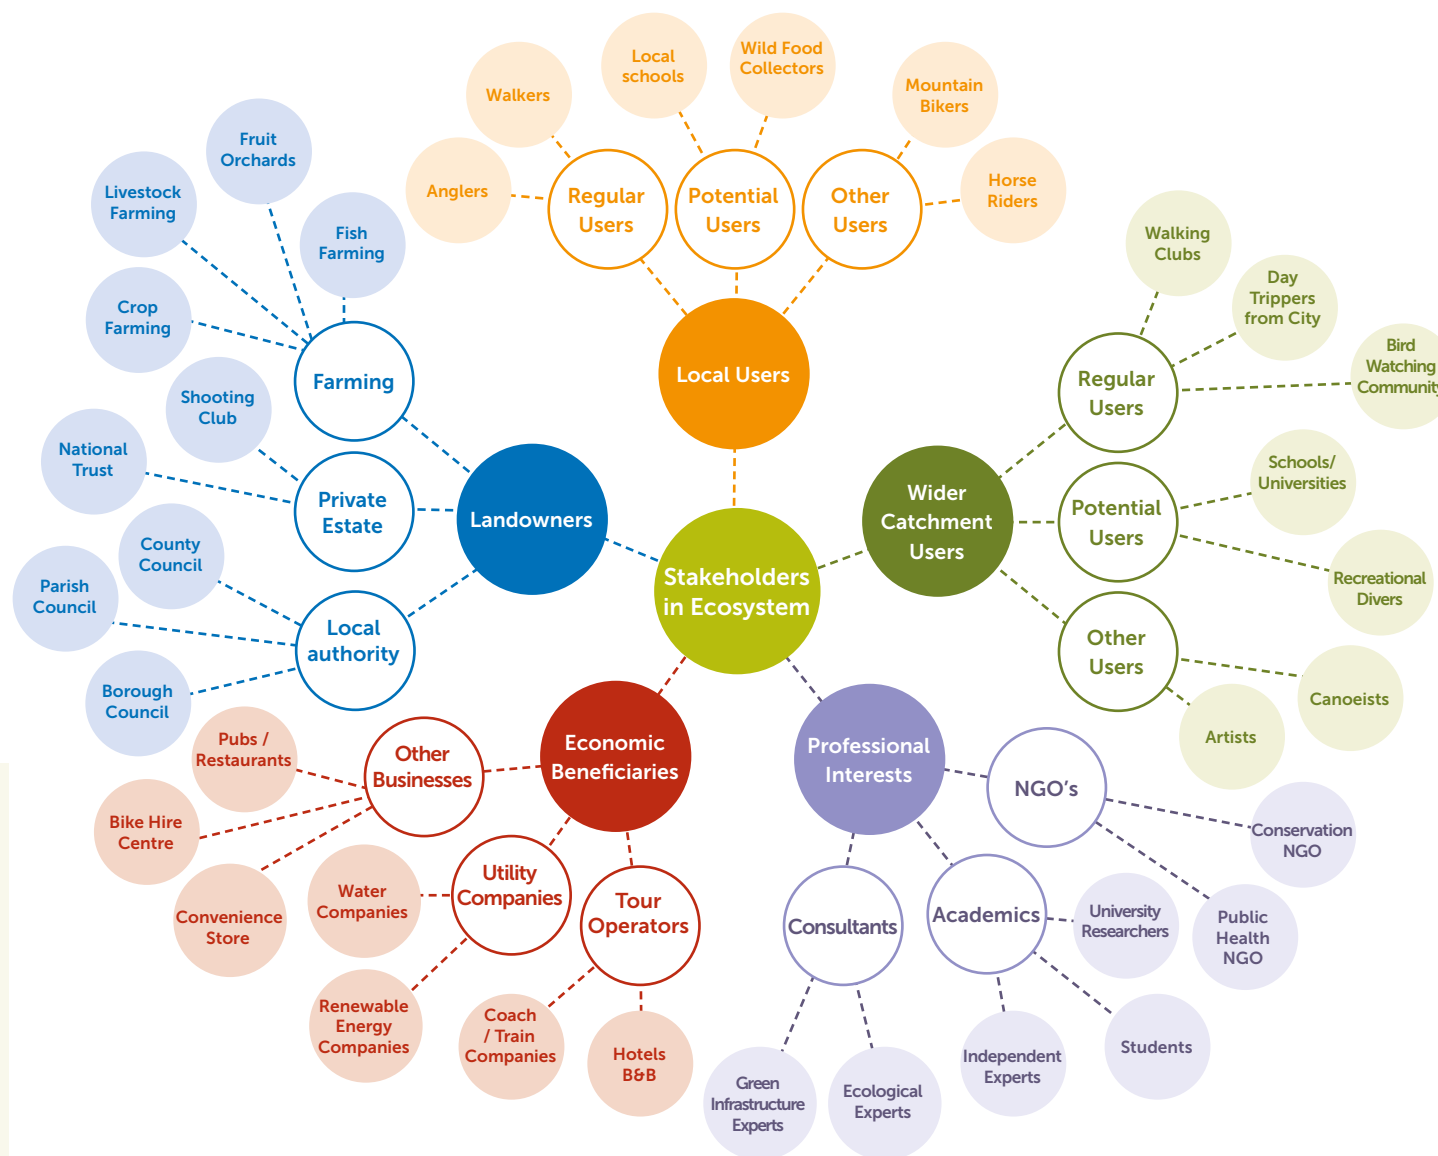 Stakeholders
in Ecosystem
Local Users
Regular
Users
Anglers
Walkers
Potential
Users
Local
schools
Wild Food
Collectors
Other
Users
Mountain
Bikers
Horse
Riders
Wider
Catchment
Users
Regular
Users
Walking
Clubs
Day
Trippers
from City
Bird
Watching
Community
Potential
Users
Schools/
Universities
Recreational
Divers
Other
Users
Canoeists
Artists
Professional
Interests
NGO's
Conservation
NGO
Public
Health
NGO
Academics
University
Researchers
Students
Independent
Experts
Consultants
Ecological
Experts
Green
Infrastructure
Experts
Economic
Beneficiaries
Tour
Operators
Hotels
B&B
Coach
/ Train
Companies
Utility
Companies
Water
Companies
Renewable
Energy
Companies
Other
Businesses
Pubs /
Restaurants
Bike Hire
Centre
Convenience
Store
Landowners
Local
authority
County
Council
Parish
Council
Borough
Council
Private
Estate
Shooting
Club
National
Trust
Farming
Crop
Farming
Livestock
Farming
Fruit
Orchards
Fish
Farming